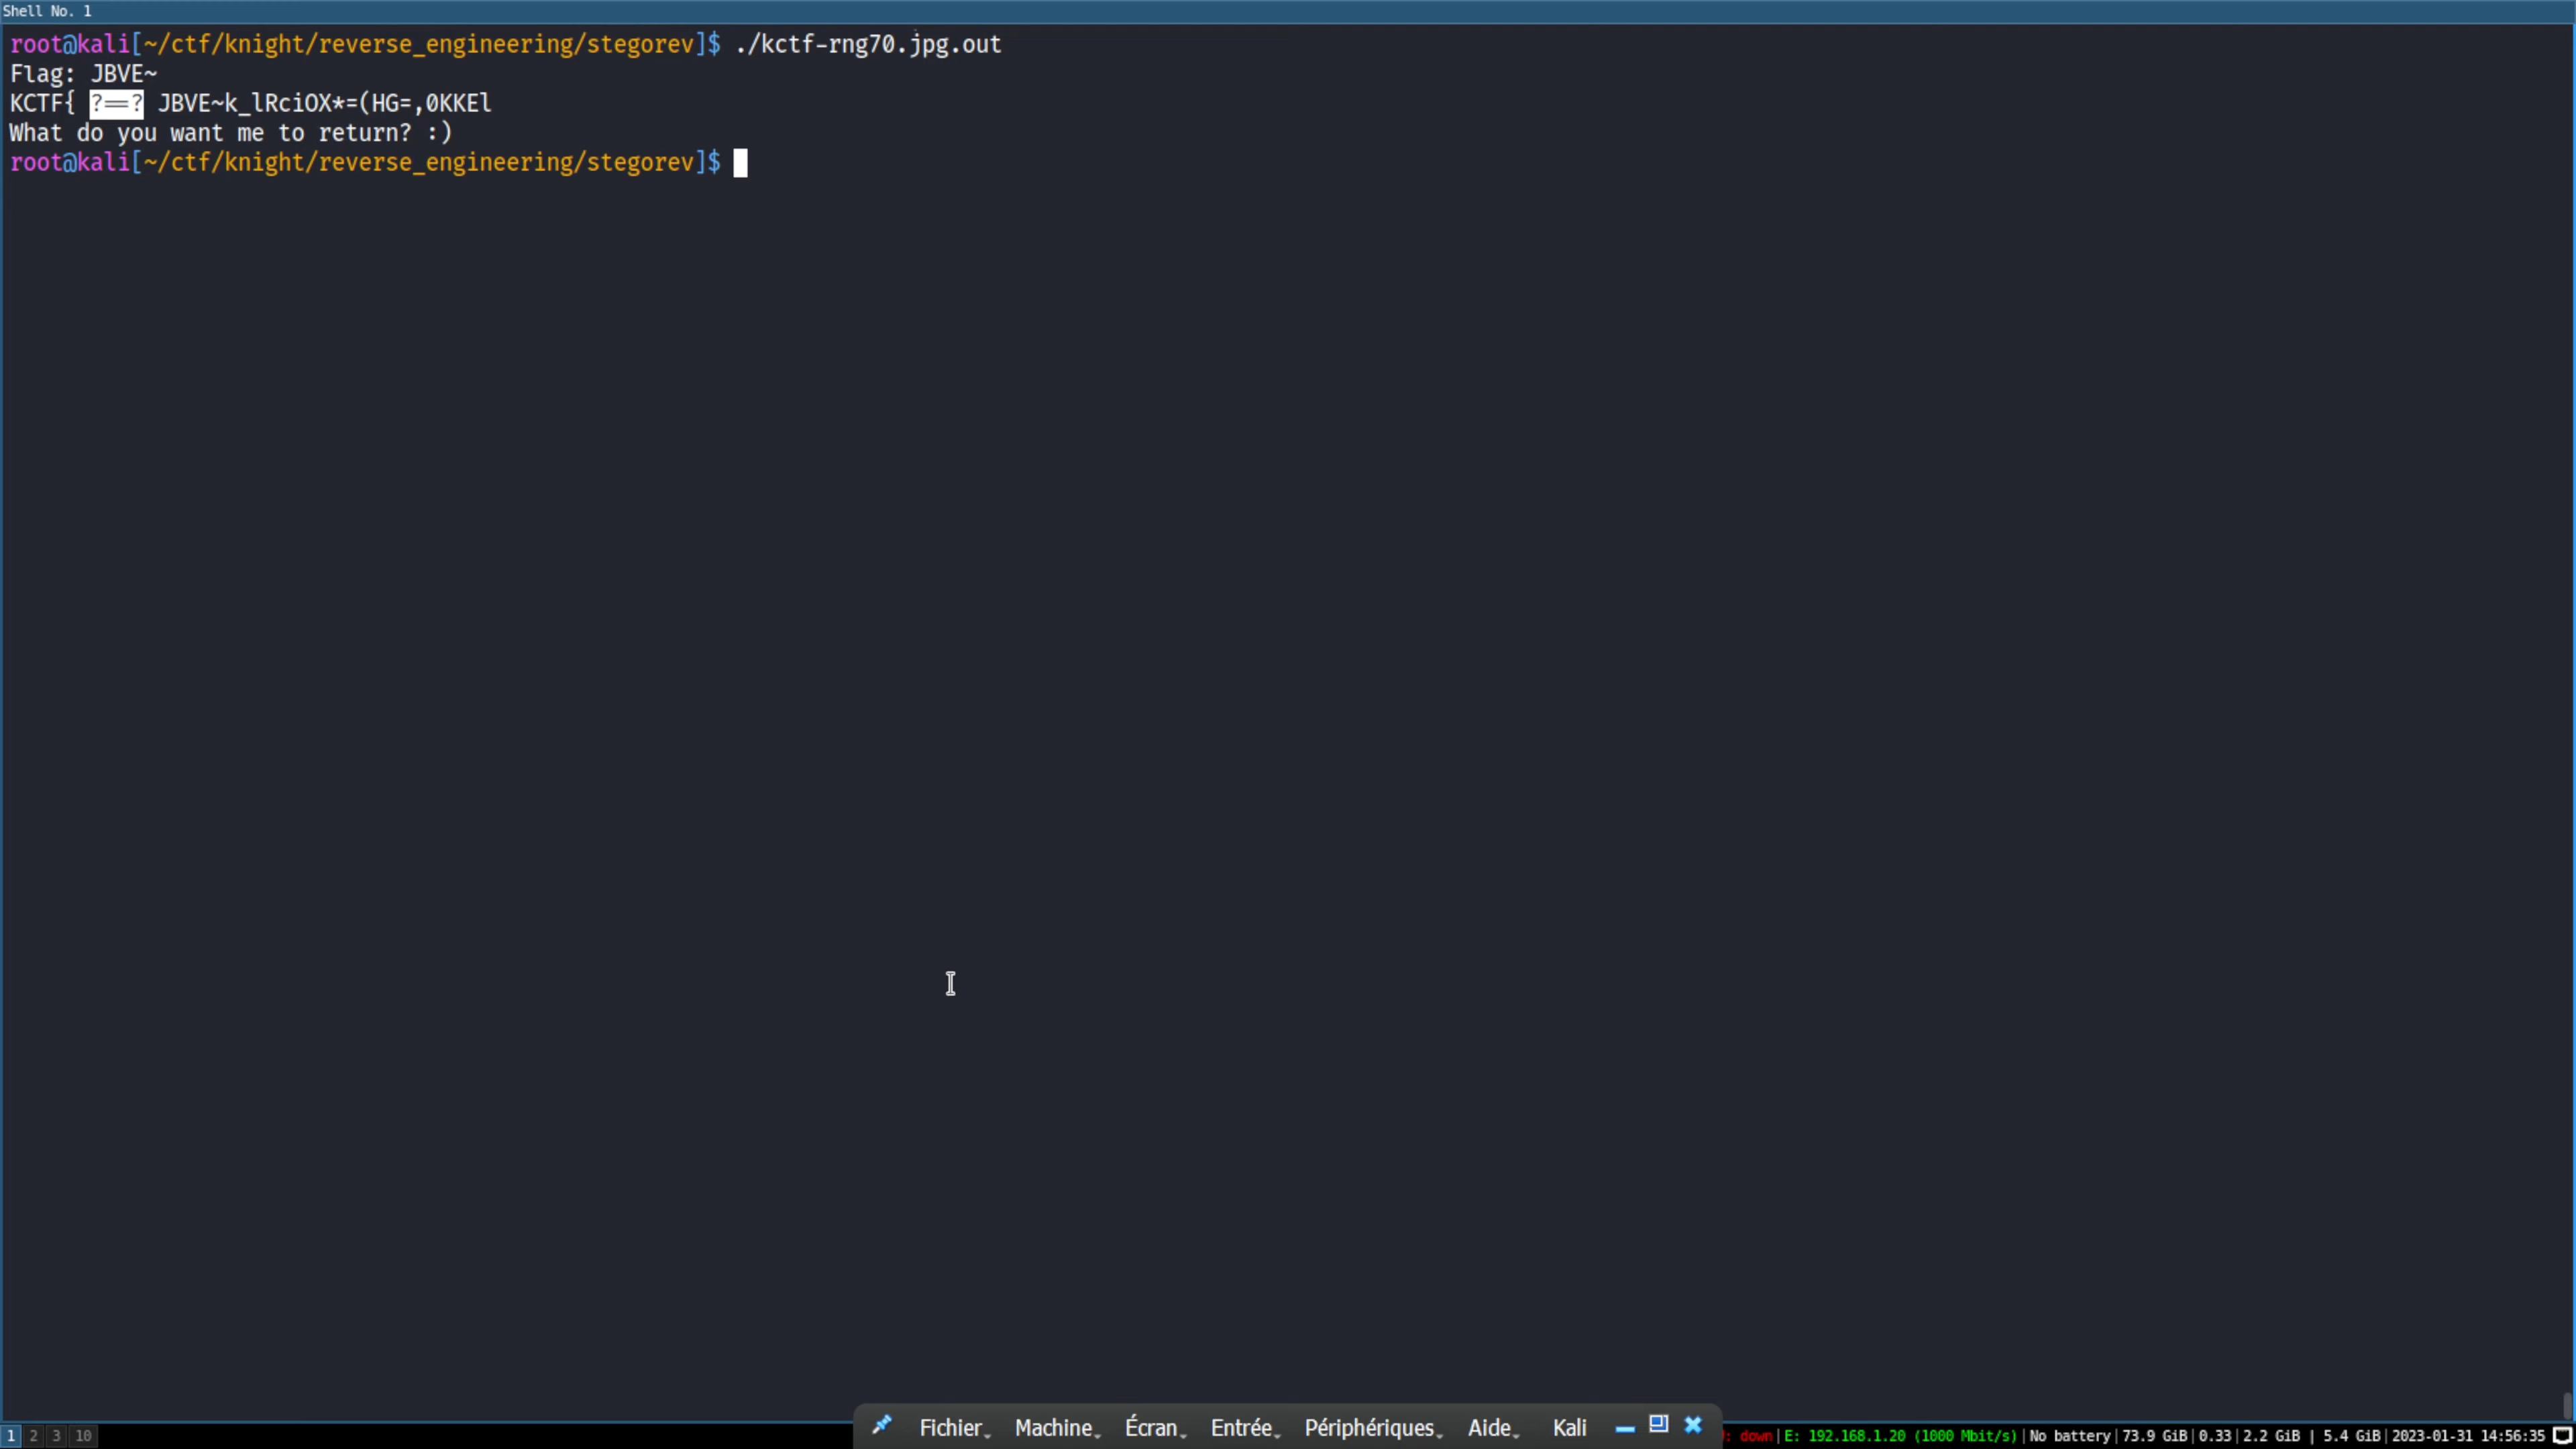 Shell No. 1
root@kali[~/ctf/knight/reverse_engineering/stegorev]$ ./kctf-rng70.jpg.out
Flag: JBVE~
KCTF{ ?==? JBVE~k_lRciOX*=(HG=,0KKEl
What do you want me to return? :)
root@kali[~/ctf/knight/reverse_engineering/stegorev]$
Fichier Machine Écran Entrée Périphériques Aide Kali
1 2 3 10 : down|E: 192.168.1.20 (1000 Mbit/s)|No battery|73.9 GiB|0.33|2.2 GiB | 5.4 GiB|2023-01-31 14:56:35